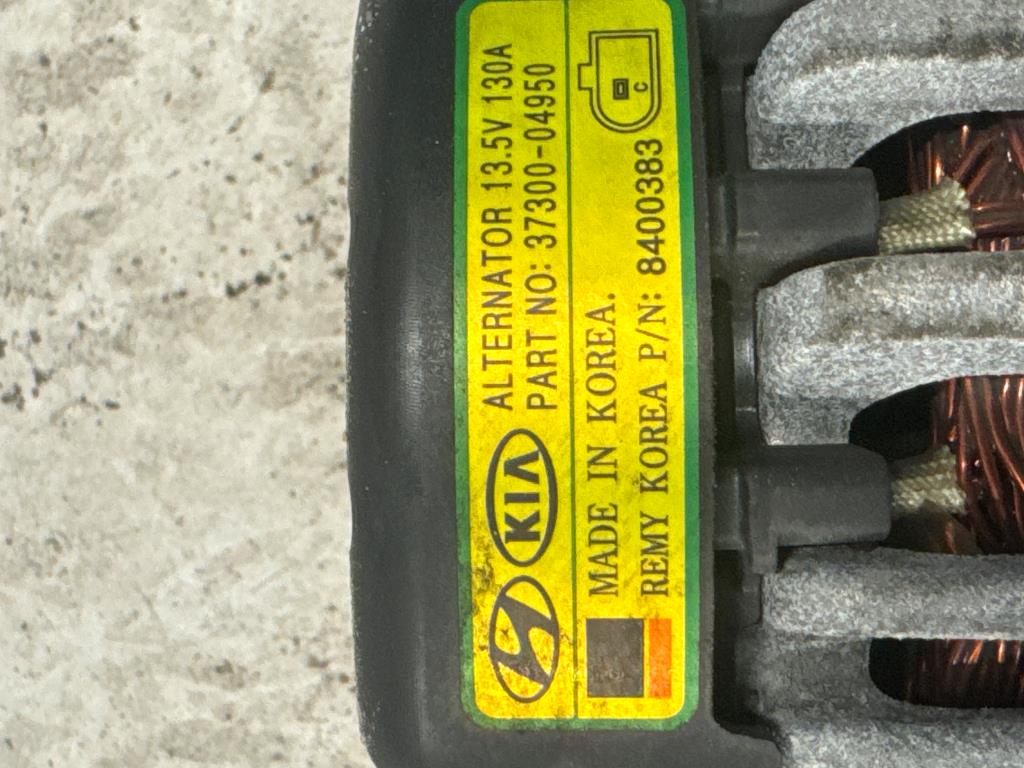 ALTERNATOR 13.5V 130A
PART NO: 37300-04950
KIA
MADE IN KOREA.
REMY KOREA P/N: 8400383
C